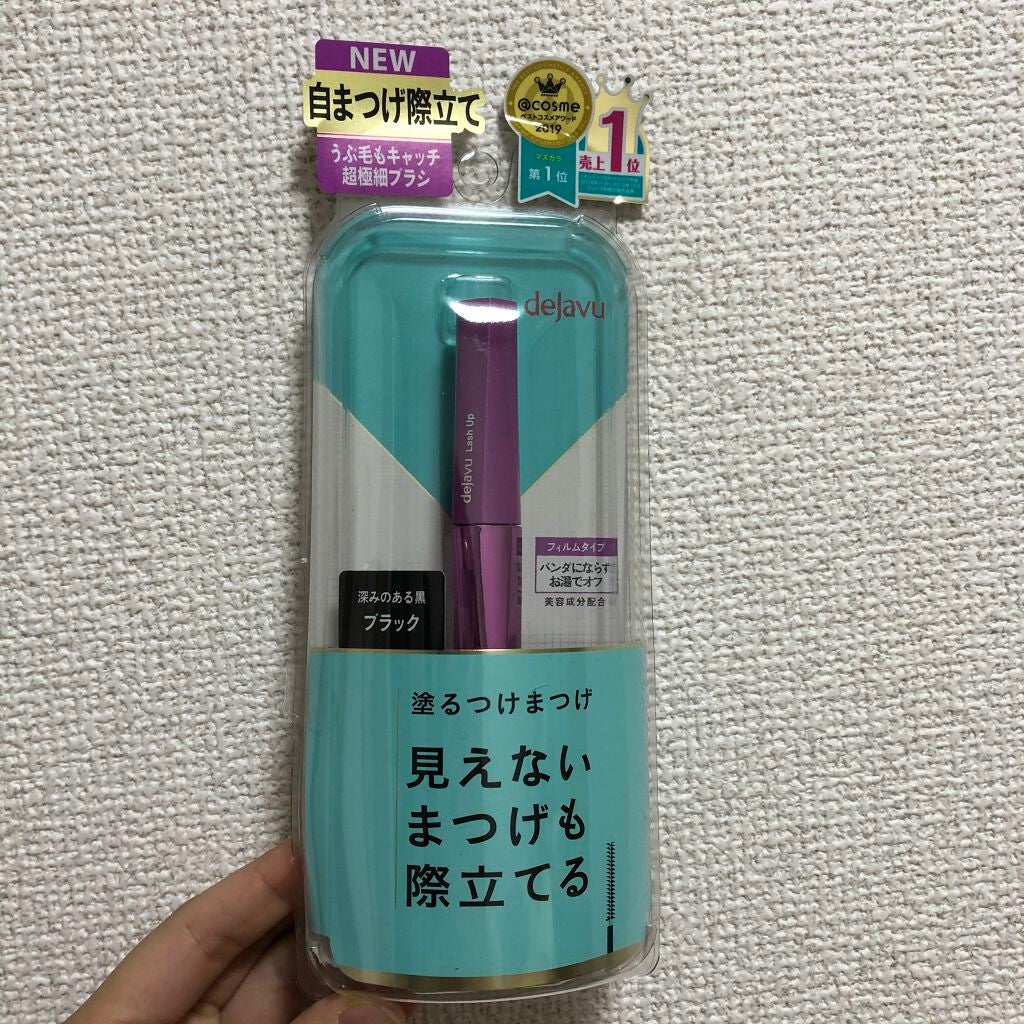 NEW
自まつげ際立て
うぶ毛もキャッチ
超極細ブラシ
@cosme
ベストコスメアワード
2019
マスカラ
第1位
売上1位
dejavu
dejavu Lash Up
フィルムタイプ
パンダにならず
お湯でオフ
美容成分配合
深みのある黒
ブラック
塗るつけまつげ
見えない
まつげも
際立てる